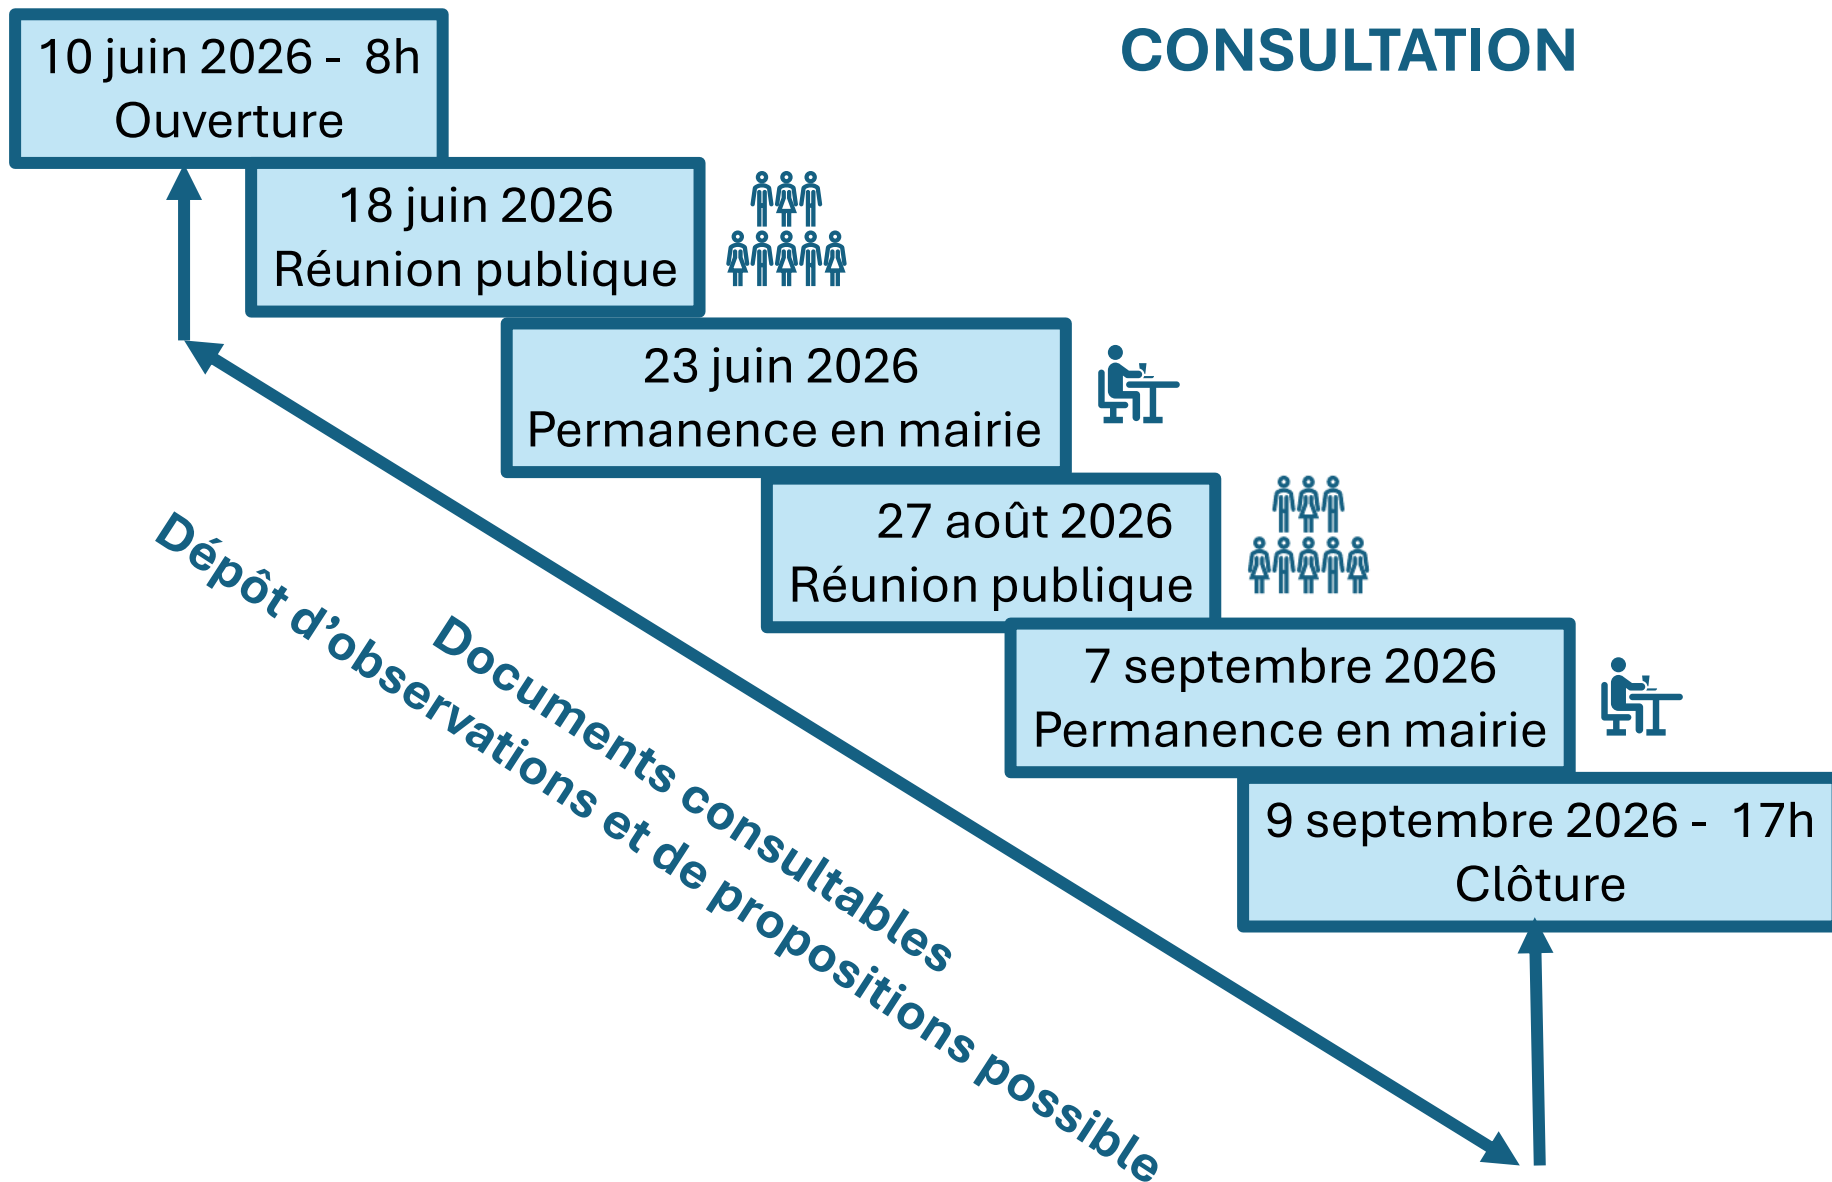 CONSULTATION
10 juin 2026 - 8h
Ouverture
18 juin 2026
Réunion publique
23 juin 2026
Permanence en mairie
27 août 2026
Réunion publique
7 septembre 2026
Permanence en mairie
9 septembre 2026 - 17h
Clôture
Documents consultables
Dépôt d’observations et de propositions possible